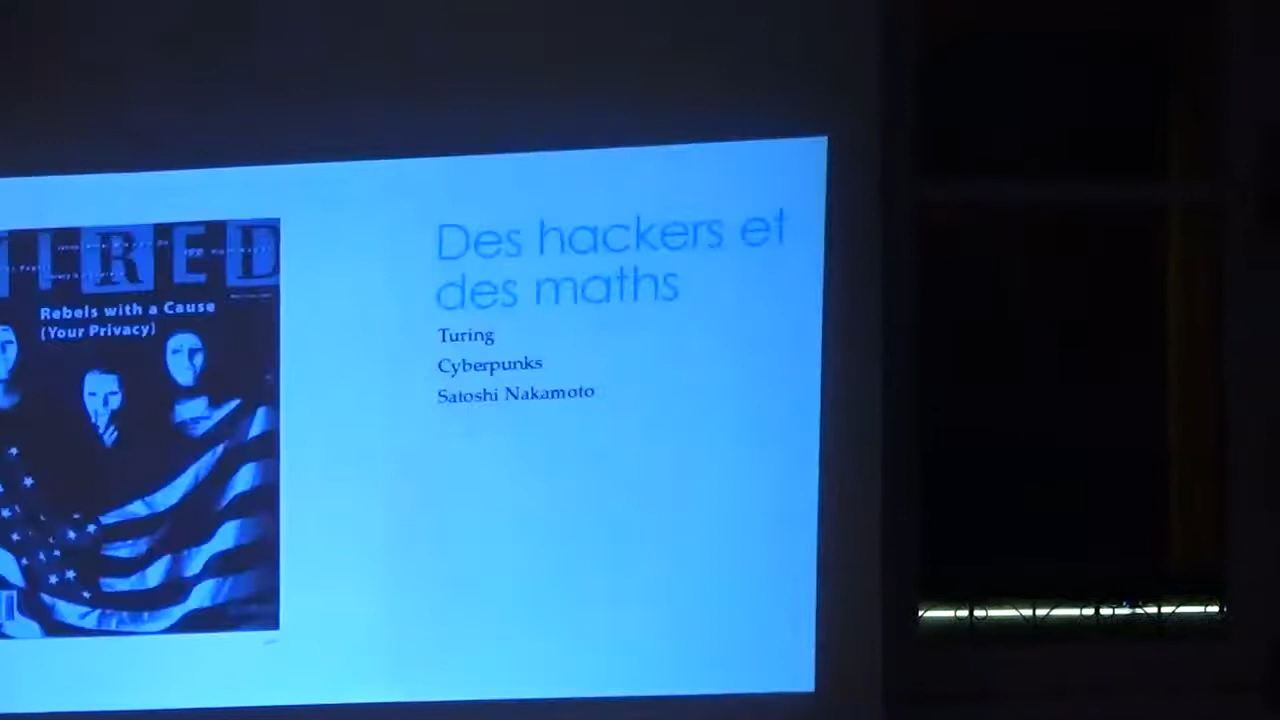 IRED
Rebels with a Cause
(Your Privacy)
Des hackers et
des maths
Turing
Cyberpunks
Satoshi Nakamoto